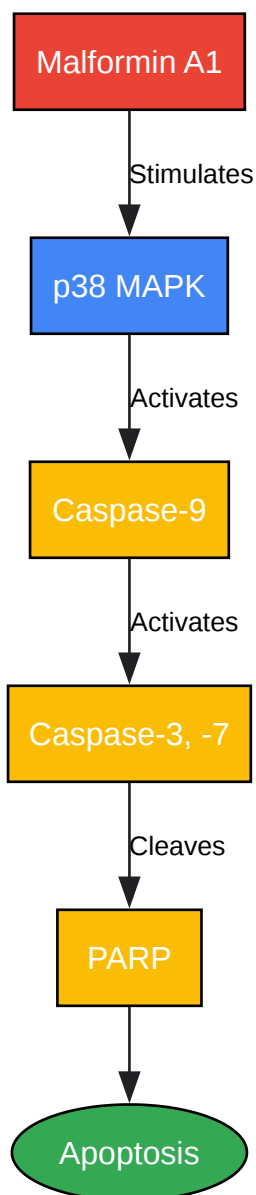 Malformin A1
Stimulates
p38 MAPK
Activates
Caspase-9
Activates
Caspase-3, -7
Cleaves
PARP
Apoptosis